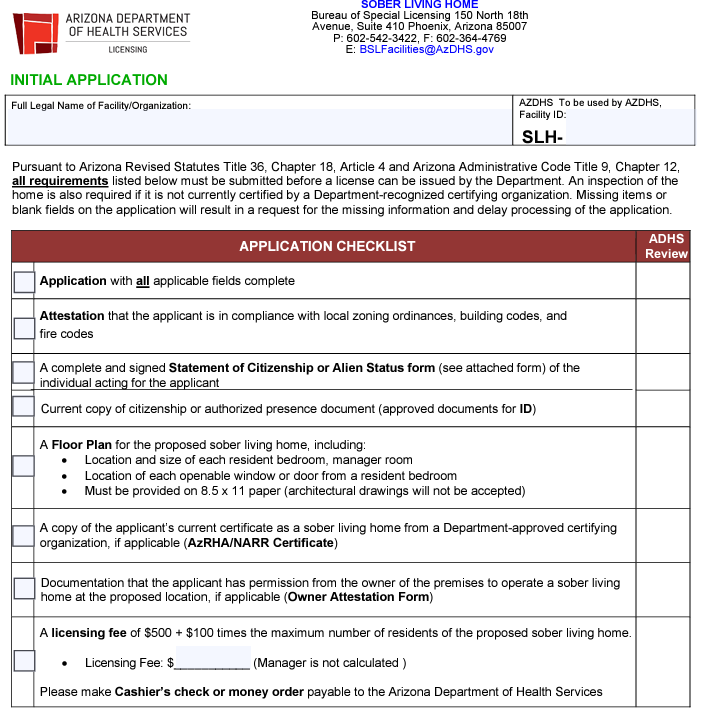 SOBER LIVING HOME
ARIZONA DEPARTMENT
OF HEALTH SERVICES
LICENSING
Bureau of Special Licensing 150 North 18th
Avenue, Suite 410 Phoenix, Arizona 85007
P: 602-542-3422, F: 602-364-4769
E: BSLFacilities@AzDHS.gov
INITIAL APPLICATION
Full Legal Name of Facility/Organization:
AZDHS To be used by AZDHS,
Facility ID:
SLH-
Pursuant to Arizona Revised Statutes Title 36, Chapter 18, Article 4 and Arizona Administrative Code Title 9, Chapter 12,
all requirements listed below must be submitted before a license can be issued by the Department. An inspection of the
home is also required if it is not currently certified by a Department-recognized certifying organization. Missing items or
blank fields on the application will result in a request for the missing information and delay processing of the application.
APPLICATION CHECKLIST
ADHS
Review
Application with all applicable fields complete
Attestation that the applicant is in compliance with local zoning ordinances, building codes, and
fire codes
A complete and signed Statement of Citizenship or Alien Status form (see attached form) of the
individual acting for the applicant
Current copy of citizenship or authorized presence document (approved documents for ID)
A Floor Plan for the proposed sober living home, including:
• Location and size of each resident bedroom, manager room
• Location of each openable window or door from a resident bedroom
• Must be provided on 8.5 x 11 paper (architectural drawings will not be accepted)
A copy of the applicant's current certificate as a sober living home from a Department-approved certifying
organization, if applicable (AzRHA/NARR Certificate)
Documentation that the applicant has permission from the owner of the premises to operate a sober living
home at the proposed location, if applicable (Owner Attestation Form)
A licensing fee of $500 + $100 times the maximum number of residents of the proposed sober living home.
• Licensing Fee: $___________ (Manager is not calculated )
Please make Cashier's check or money order payable to the Arizona Department of Health Services